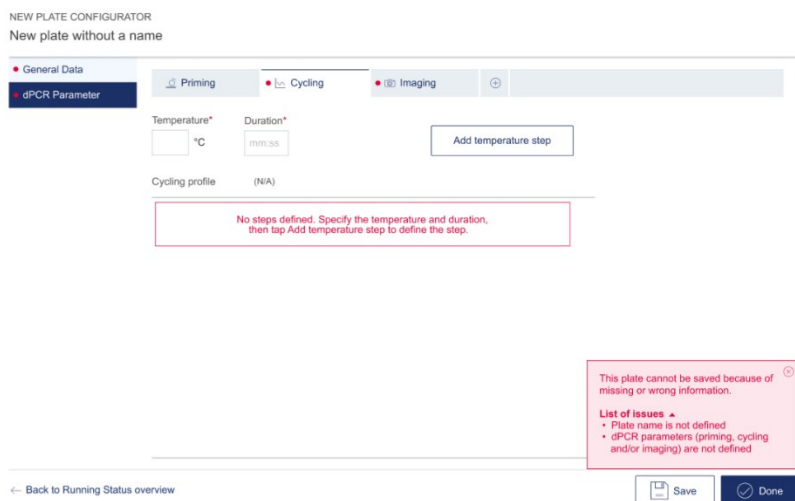 NEW PLATE CONFIGURATOR
New plate without a name
General Data
dPCR Parameter
Priming
Cycling
Imaging
Temperature*
Duration*
°C
mm:ss
Add temperature step
Cycling profile
(N/A)
No steps defined. Specify the temperature and duration,
then tap Add temperature step to define the step.
This plate cannot be saved because of
missing or wrong information.
List of issues
• Plate name is not defined
• dPCR parameters (priming, cycling
and/or imaging) are not defined
← Back to Running Status overview
Save
Done